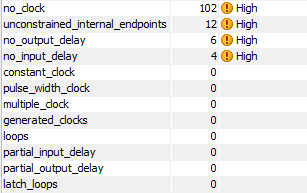 no_clock 102 High
unconstrained_internal_endpoints 12 High
no_output_delay 6 High
no_input_delay 4 High
constant_clock 0
pulse_width_clock 0
multiple_clock 0
generated_clocks 0
loops 0
partial_input_delay 0
partial_output_delay 0
latch_loops 0